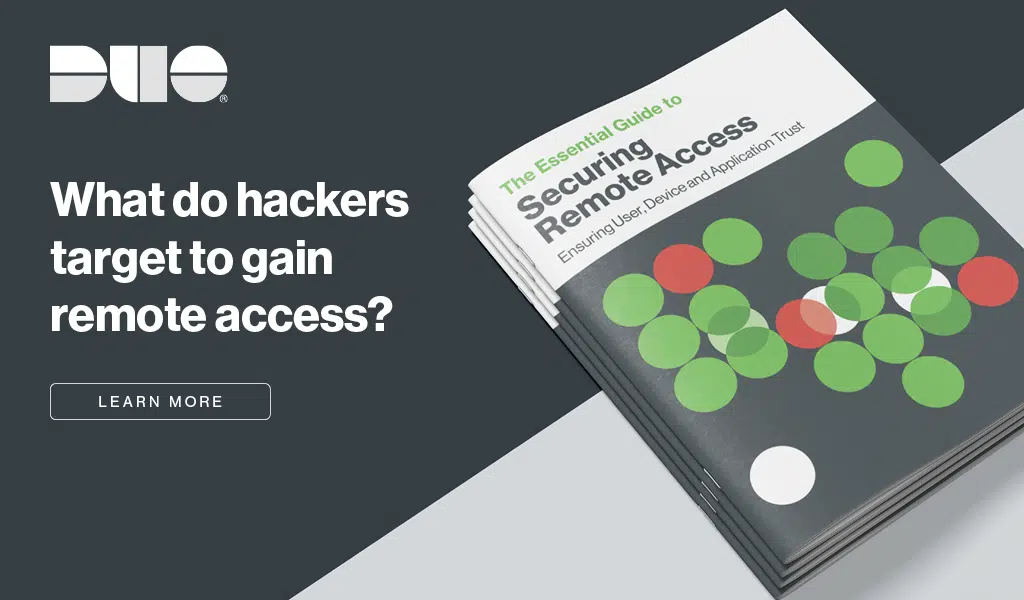 DUO®
What do hackers
target to gain
remote access?
LEARN MORE
The Essential Guide to
Securing
Remote Access
Ensuring User, Device and Application Trust